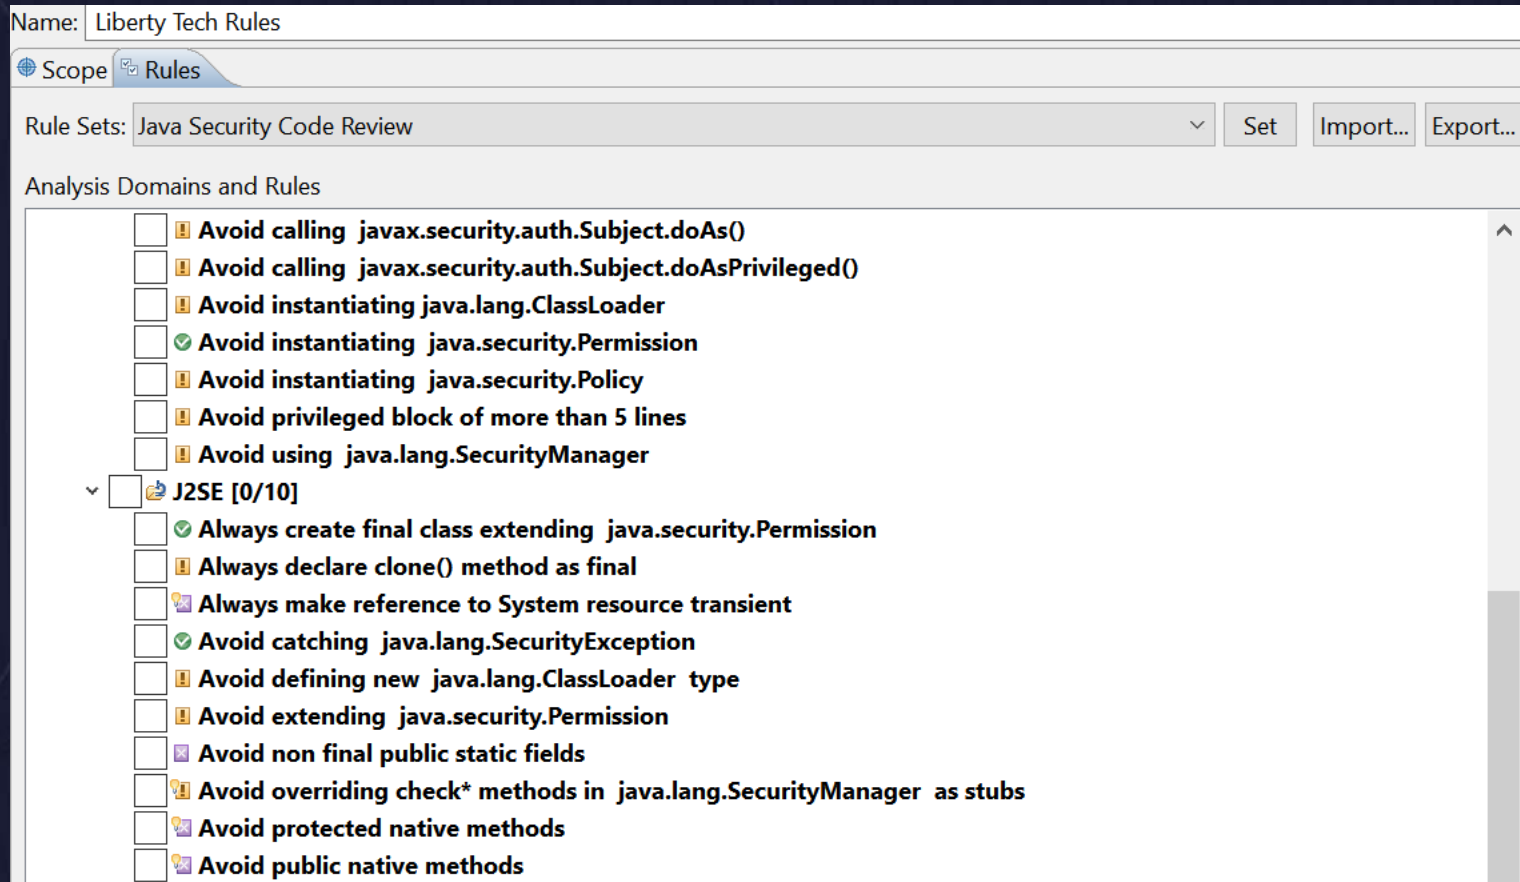 Name: Liberty Tech Rules
Scope Rules
Rule Sets: Java Security Code Review Set Import... Export...
Analysis Domains and Rules
Avoid calling javax.security.auth.Subject.doAs()
Avoid calling javax.security.auth.Subject.doAsPrivileged()
Avoid instantiating java.lang.ClassLoader
Avoid instantiating java.security.Permission
Avoid instantiating java.security.Policy
Avoid privileged block of more than 5 lines
Avoid using java.lang.SecurityManager
J2SE [0/10]
Always create final class extending java.security.Permission
Always declare clone() method as final
Always make reference to System resource transient
Avoid catching java.lang.SecurityException
Avoid defining new java.lang.ClassLoader type
Avoid extending java.security.Permission
Avoid non final public static fields
Avoid overriding check* methods in java.lang.SecurityManager as stubs
Avoid protected native methods
Avoid public native methods